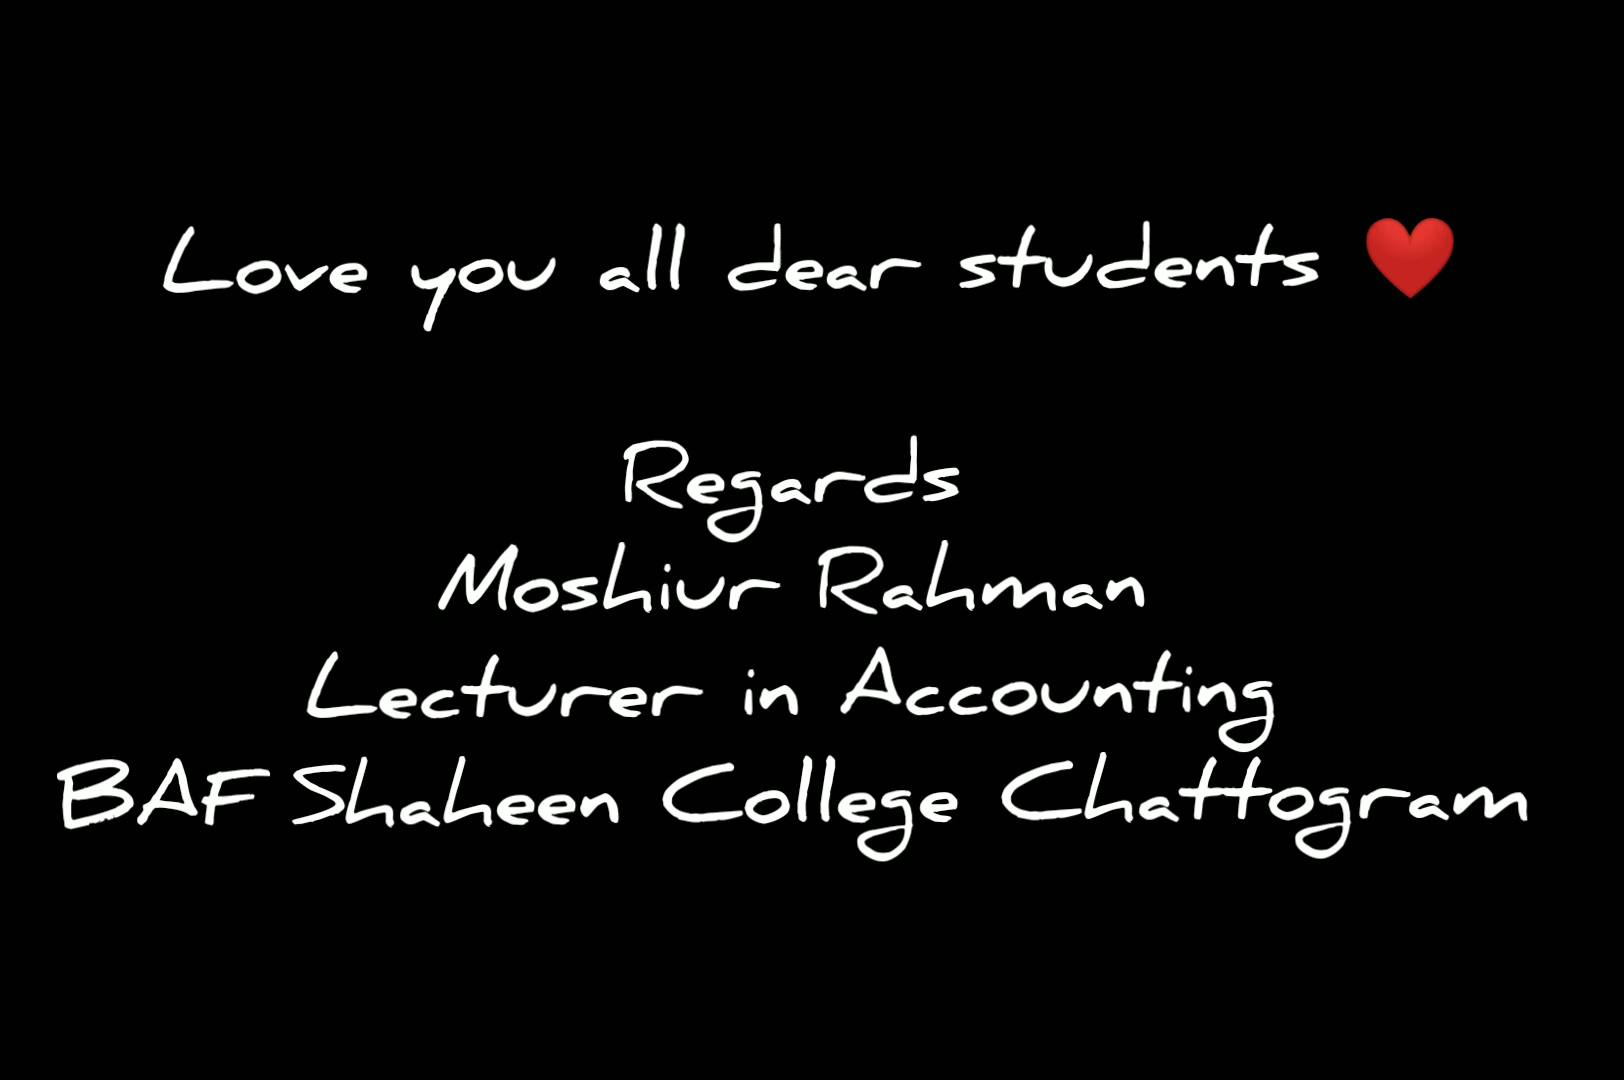 Love you all dear students ❤️
Regards
Moshiur Rahman
Lecturer in Accounting
BAF Shaheen College Chattogram